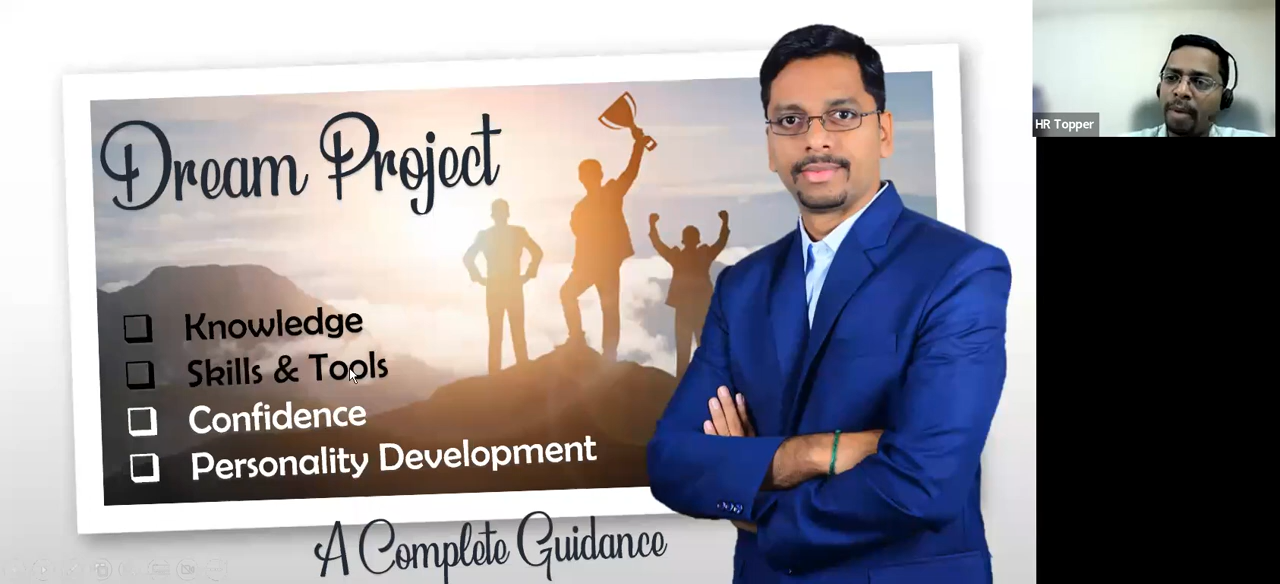 Dream Project
Knowledge
Skills & Tools
Confidence
Personality Development
A Complete Guidance
HR Topper